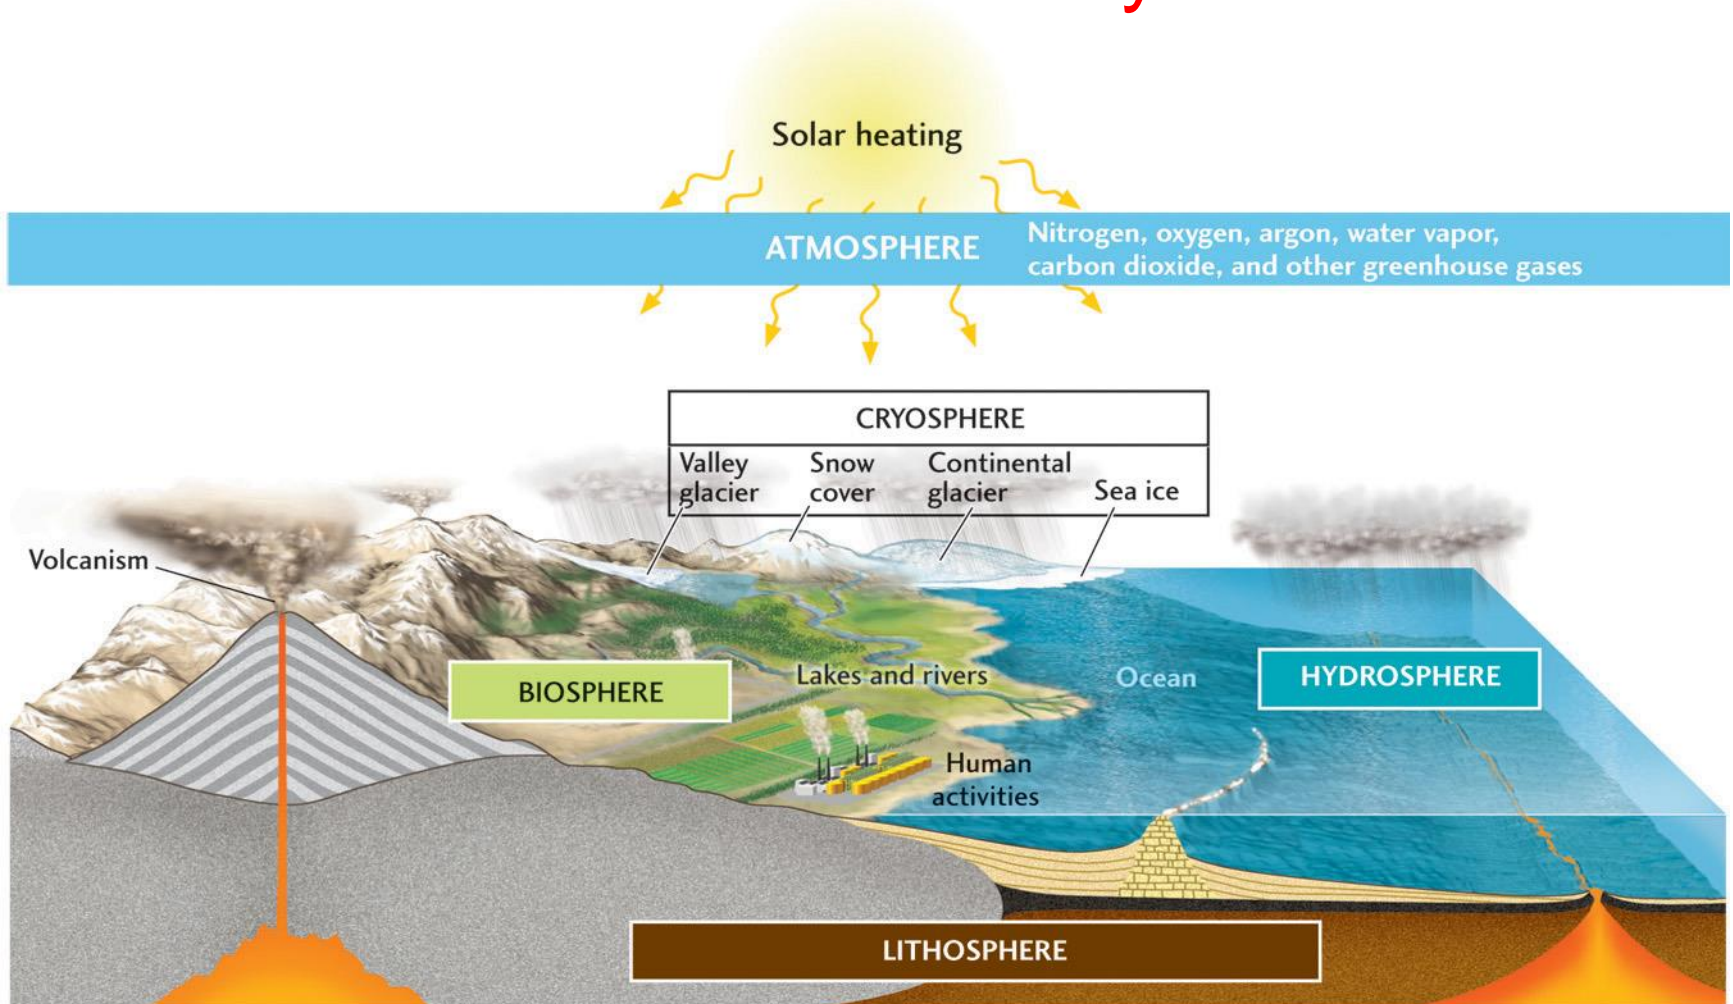 Solar heating
ATMOSPHERE
Nitrogen, oxygen, argon, water vapor,
carbon dioxide, and other greenhouse gases
CRYOSPHERE
Valley
glacier
Snow
cover
Continental
glacier
Sea ice
Volcanism
BIOSPHERE
Lakes and rivers
Ocean
HYDROSPHERE
Human
activities
LITHOSPHERE